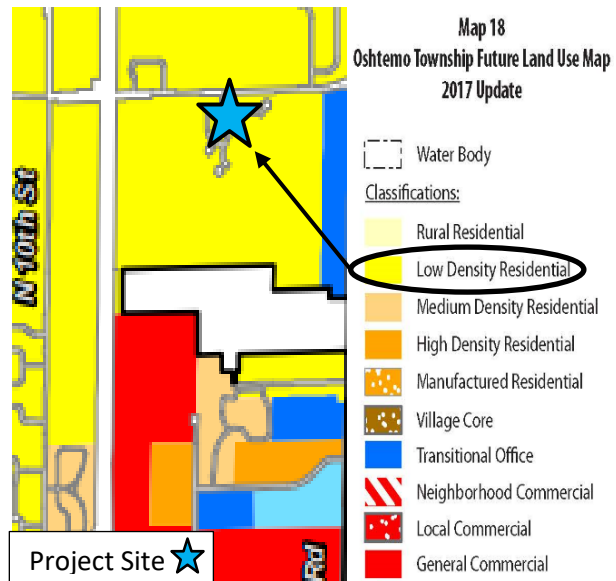 Map 18
Oshtemo Township Future Land Use Map
2017 Update
Water Body
Classifications:
Rural Residential
Low Density Residential
Medium Density Residential
High Density Residential
Manufactured Residential
Village Core
Transitional Office
Neighborhood Commercial
Local Commercial
General Commercial
N 10th St
Project Site